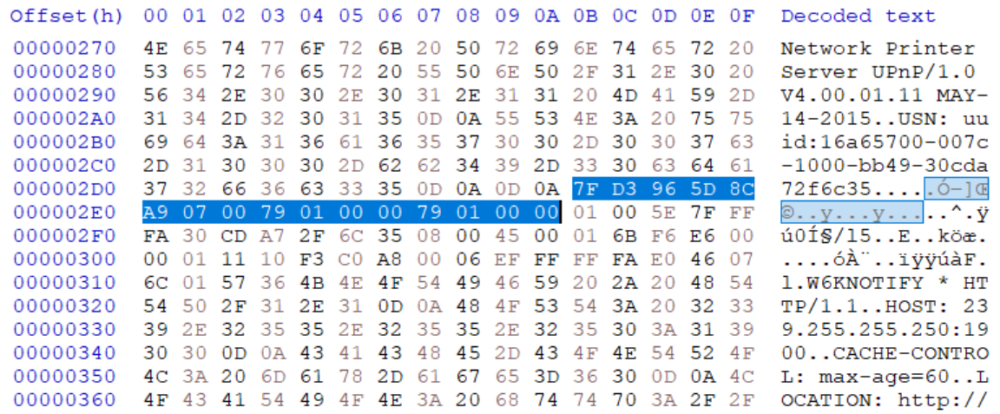 Offset(h) 00 01 02 03 04 05 06 07 08 09 0A 0B 0C 0D 0E 0F Decoded text
00000270 4E 65 74 77 6F 72 6B 20 50 72 69 6E 74 65 72 20 Network Printer
00000280 53 65 72 76 65 72 20 55 50 6E 50 2F 31 2E 30 20 Server UPnP/1.0
00000290 56 34 2E 30 30 2E 30 31 2E 31 31 20 4D 41 59 2D V4.00.01.11 MAY-
000002A0 31 34 2D 32 30 31 35 0D 0A 55 53 4E 3A 20 75 75 14-2015..USN: uu
000002B0 69 64 3A 31 36 61 36 35 37 30 30 2D 30 30 37 63 id:16a65700-007c
000002C0 2D 31 30 30 30 2D 62 62 34 39 2D 33 30 63 64 61 -1000-bb49-30cda
000002D0 37 32 66 36 63 33 35 0D 0A 0D 0A 7F D3 96 5D 8C 72f6c35.....Ó–]Œ
000002E0 A9 07 00 79 01 00 00 79 01 00 00 01 00 5E 7F FF ©..y...y.....^.ÿ
000002F0 FA 30 CD A7 2F 6C 35 08 00 45 00 01 6B F6 E6 00 ú0Í§/l5..E..köæ.
00000300 00 01 11 10 F3 C0 A8 00 06 EF FF FF FA E0 46 07 ....óÀ¨..ïÿÿúàF.
00000310 6C 01 57 36 4B 4E 4F 54 49 46 59 20 2A 20 48 54 l.W6KNOTIFY * HT
00000320 54 50 2F 31 2E 31 0D 0A 48 4F 53 54 3A 20 32 33 TP/1.1..HOST: 23
00000330 39 2E 32 35 35 2E 32 35 35 2E 32 35 30 3A 31 39 9.255.255.250:19
00000340 30 30 0D 0A 43 41 43 48 45 2D 43 4F 4E 54 52 4F 00..CACHE-CONTRO
00000350 4C 3A 20 6D 61 78 2D 61 67 65 3D 36 30 0D 0A 4C L: max-age=60..L
00000360 4F 43 41 54 49 4F 4E 3A 20 68 74 74 70 3A 2F 2F OCATION: http://